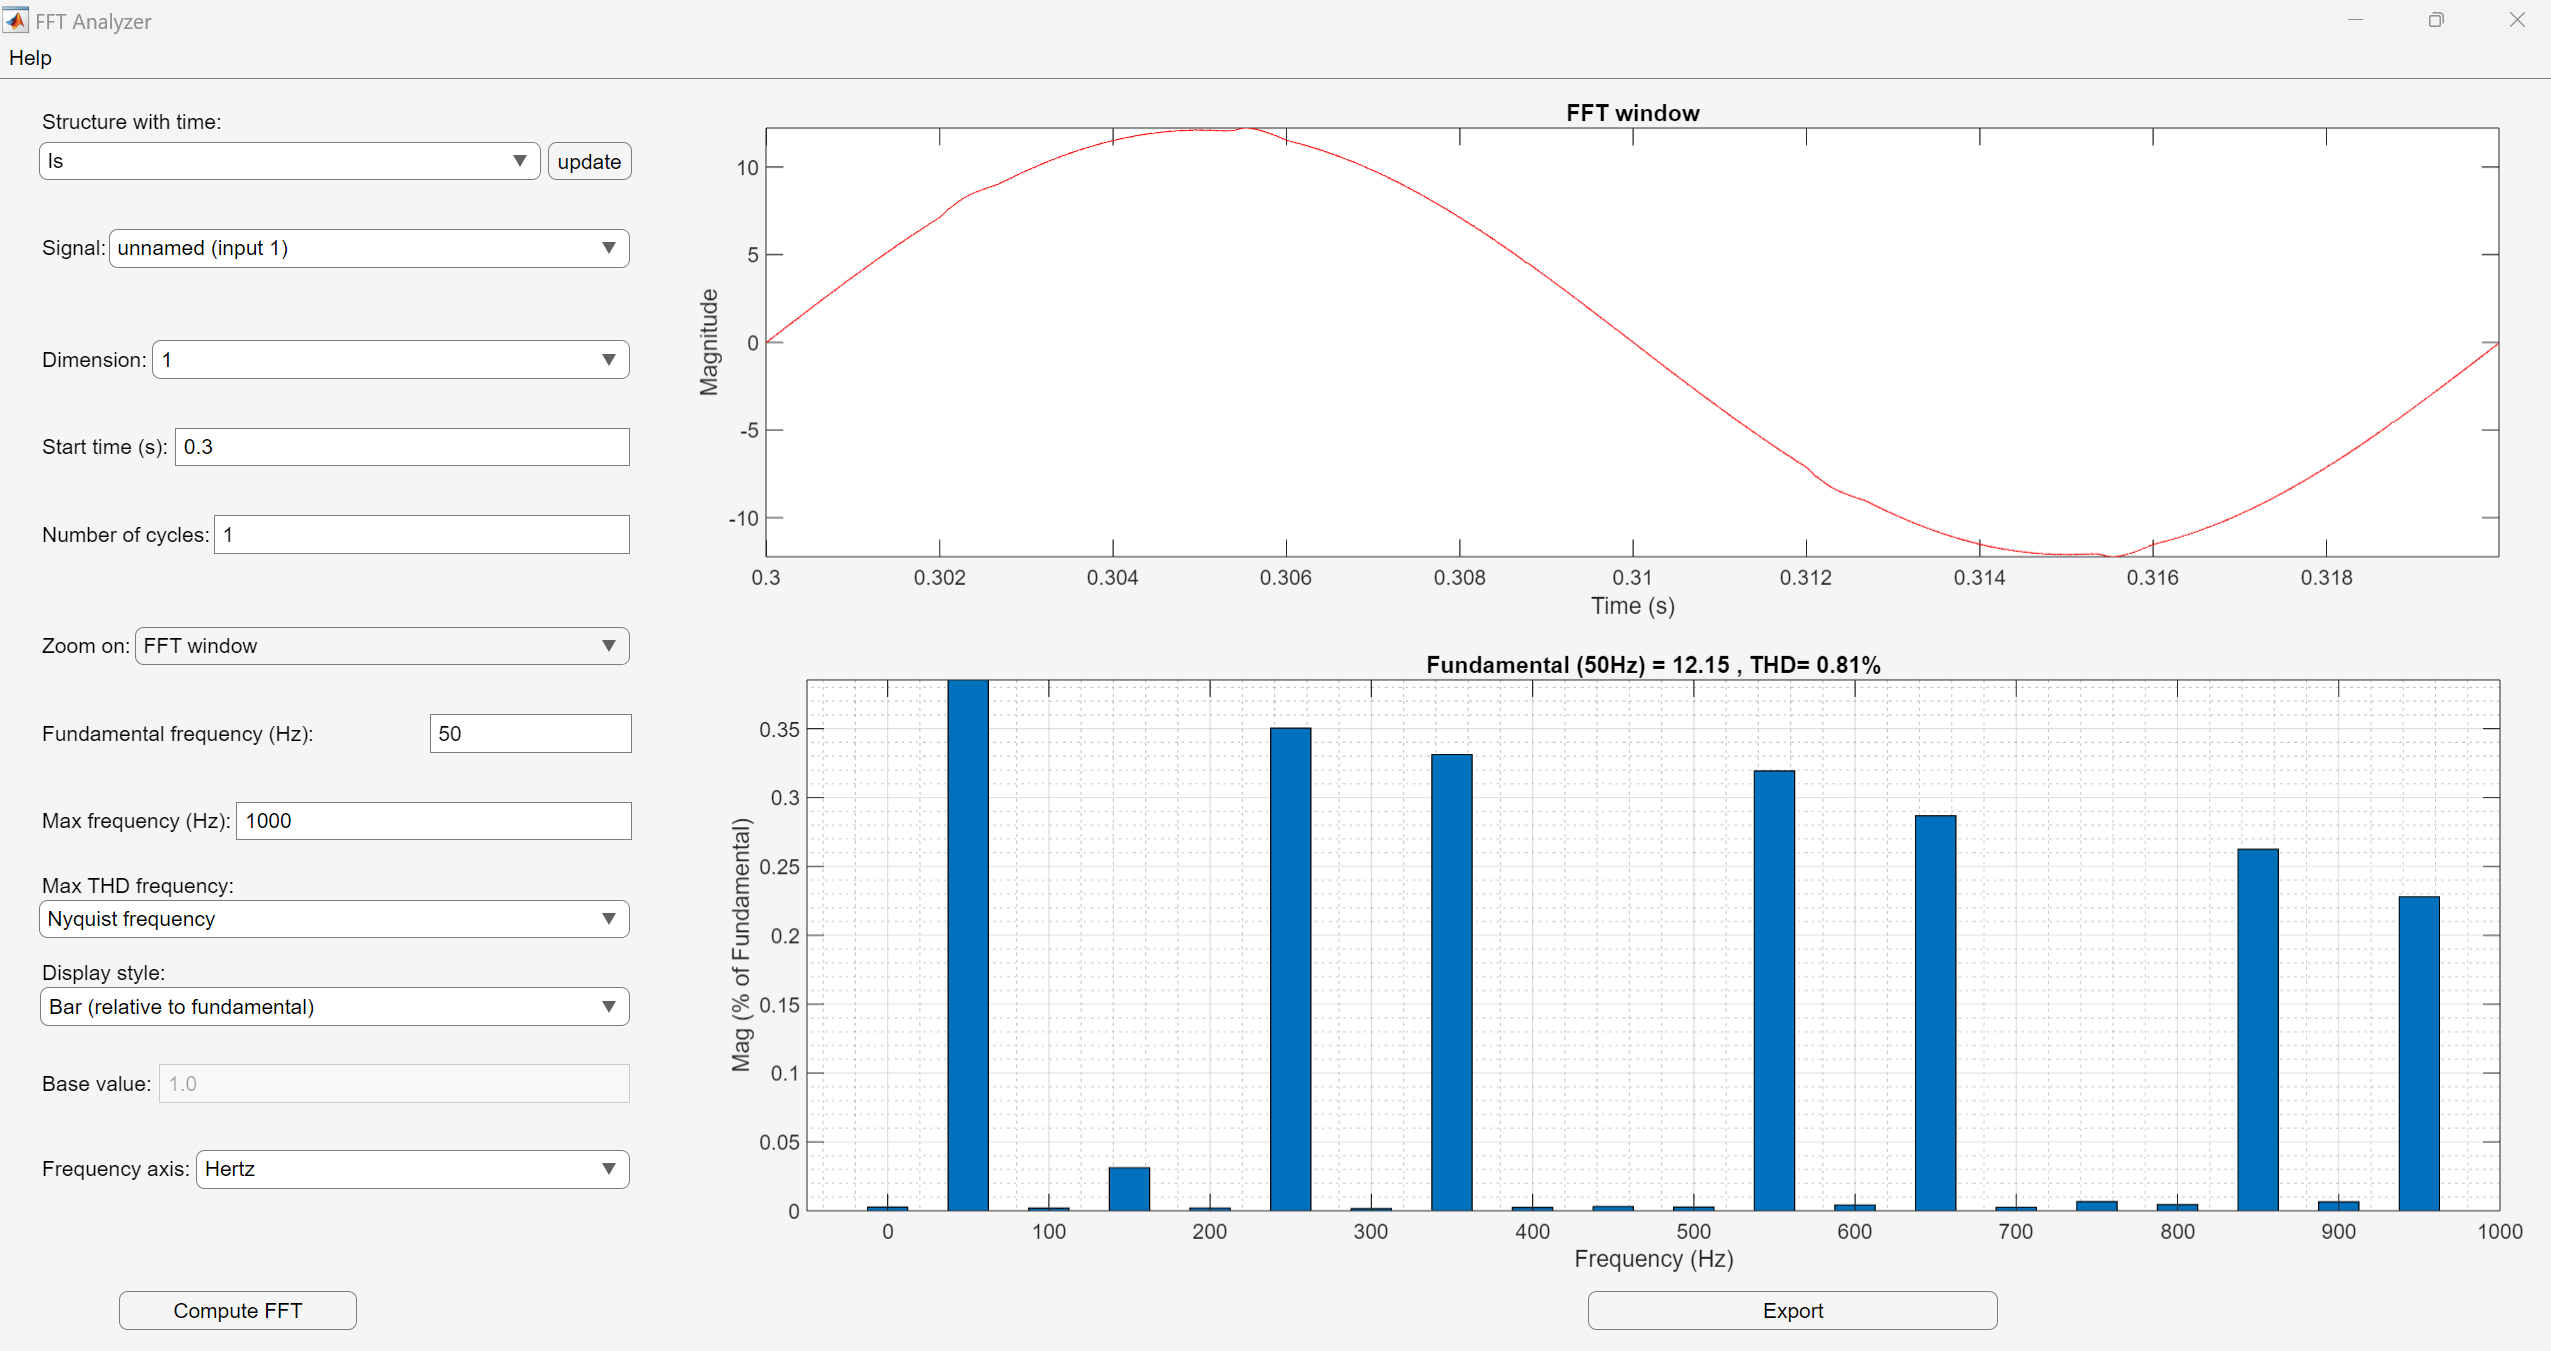 FFT Analyzer
Help
Structure with time:
Is
update
Signal: unnamed (input 1)
Dimension: 1
Start time (s): 0.3
Number of cycles: 1
Zoom on: FFT window
Fundamental frequency (Hz): 50
Max frequency (Hz): 1000
Max THD frequency:
Nyquist frequency
Display style:
Bar (relative to fundamental)
Base value: 1.0
Frequency axis: Hertz
Compute FFT
FFT window
Magnitude
10
5
0
-5
-10
0.3 0.302 0.304 0.306 0.308 0.31 0.312 0.314 0.316 0.318
Time (s)
Fundamental (50Hz) = 12.15 , THD= 0.81%
Mag (% of Fundamental)
0.35
0.3
0.25
0.2
0.15
0.1
0.05
0
0 100 200 300 400 500 600 700 800 900 1000
Frequency (Hz)
Export